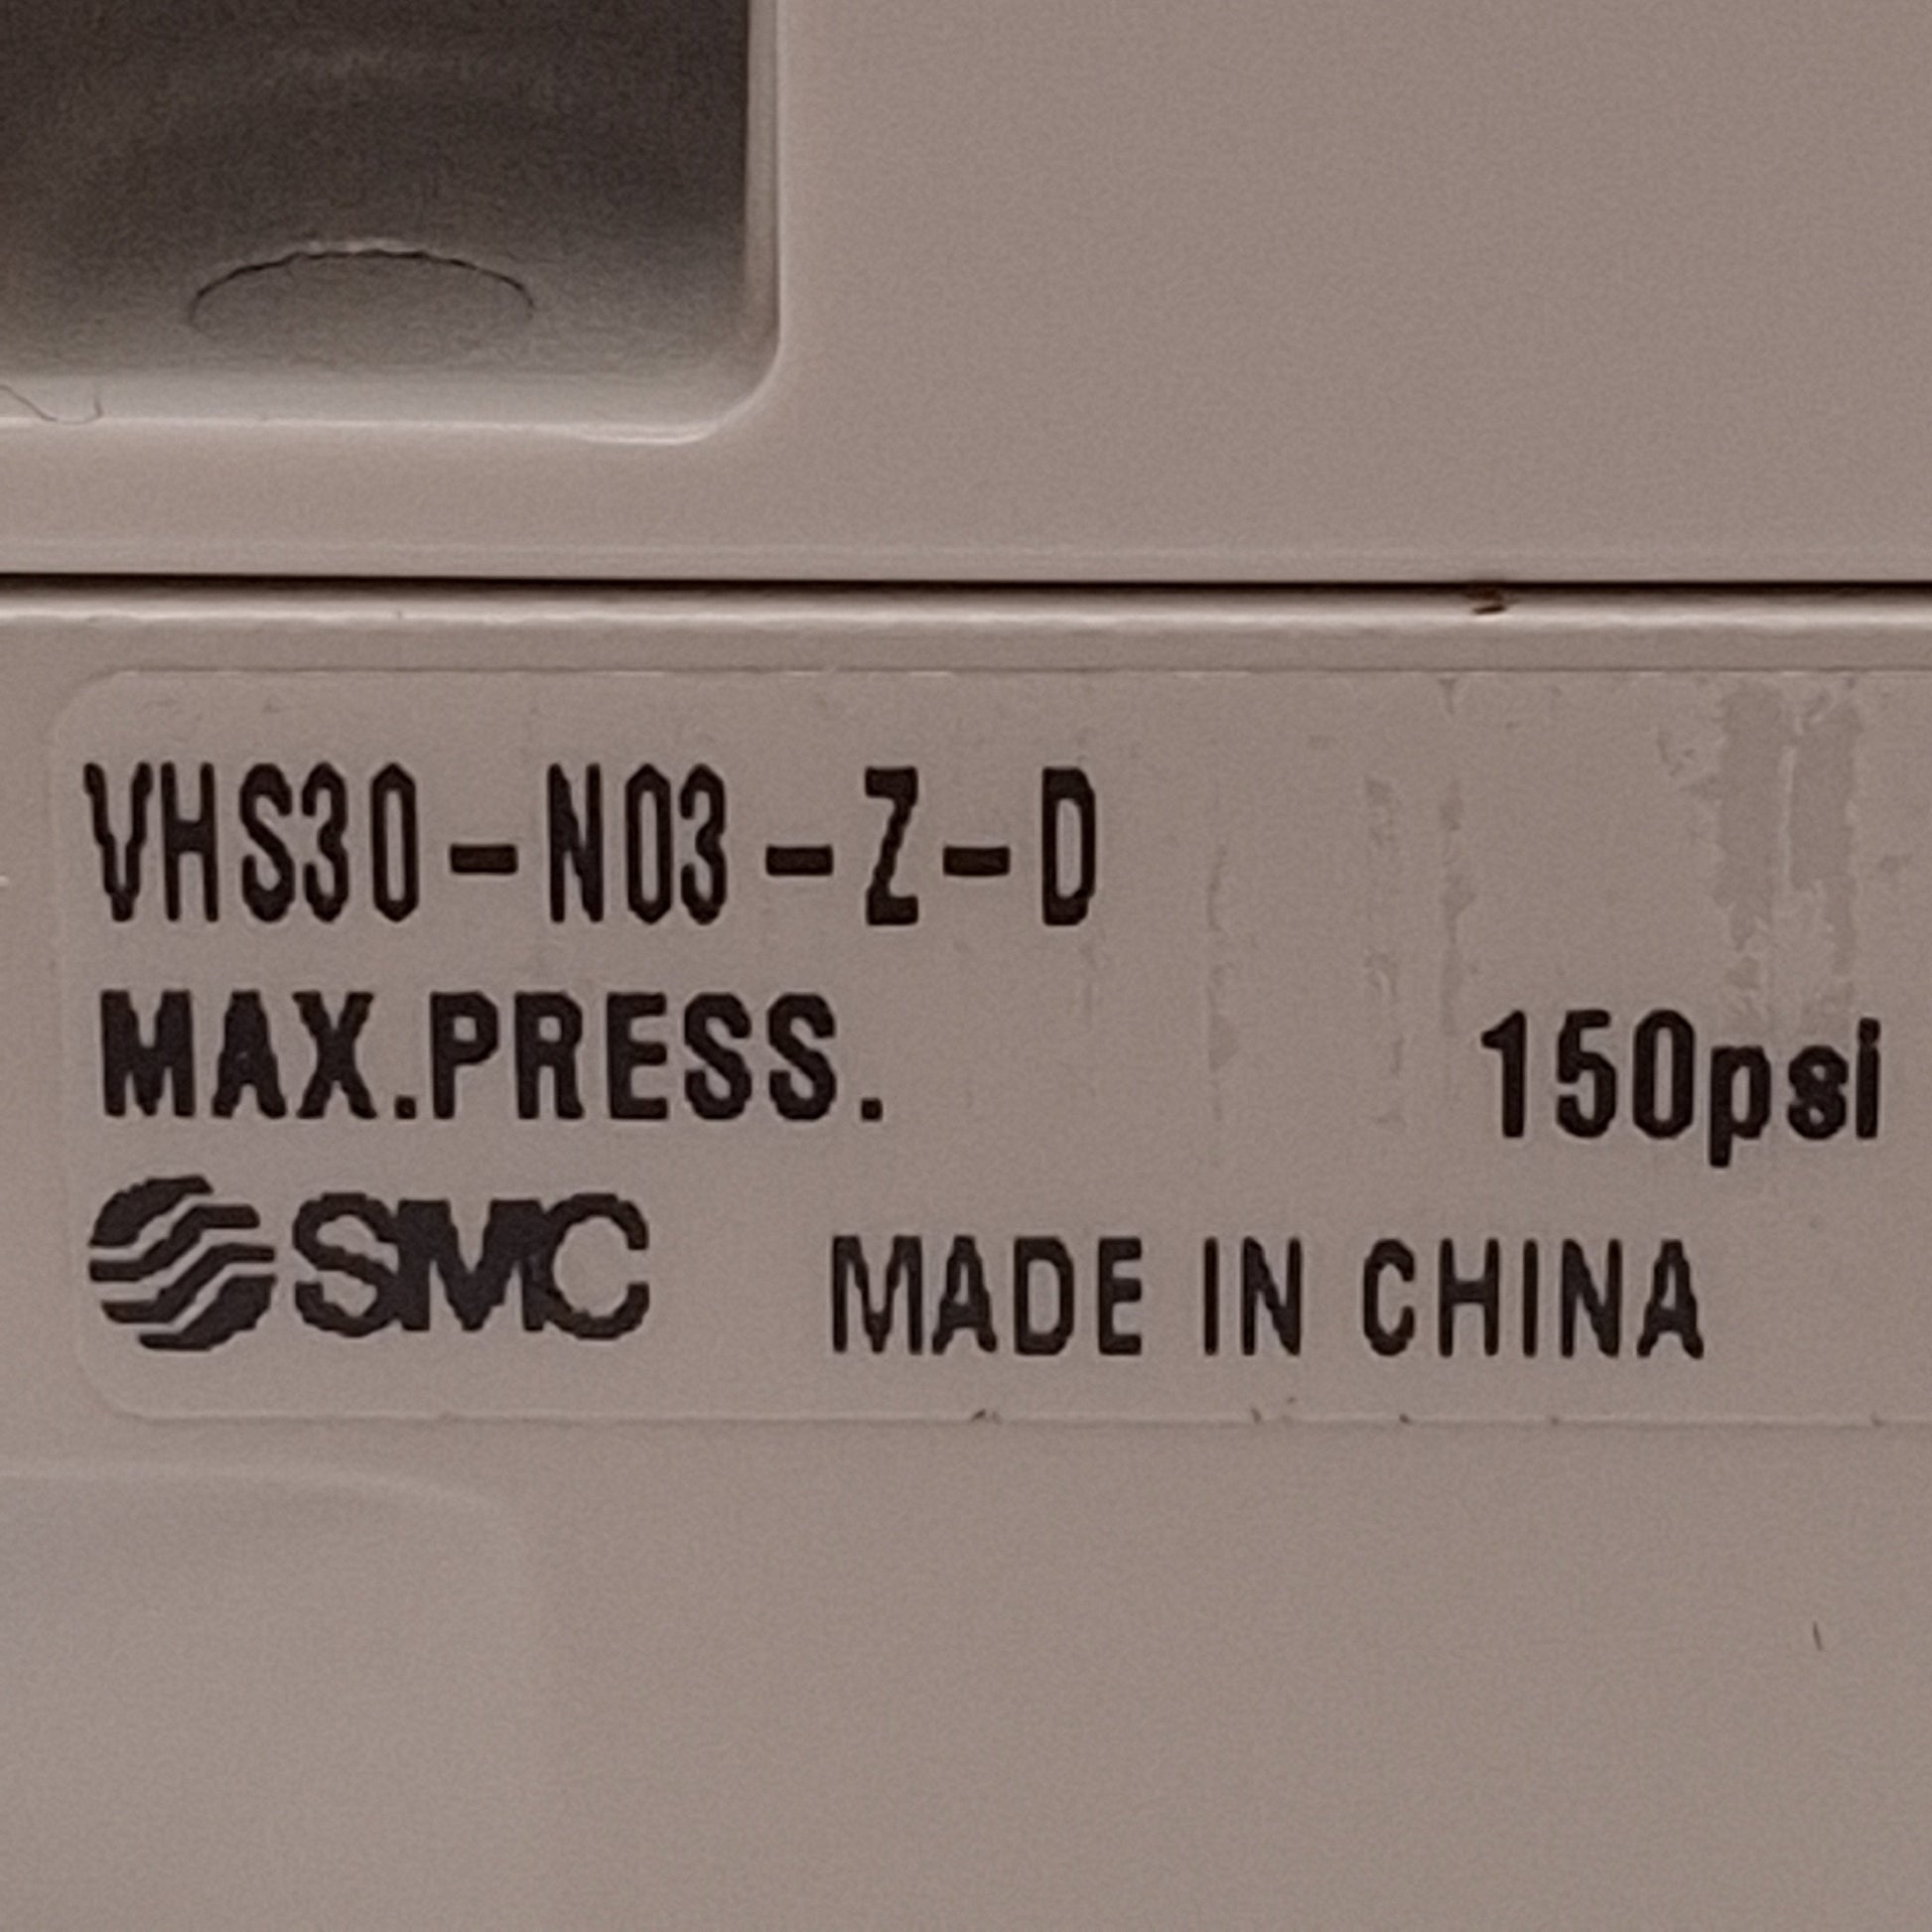 VHS30-N03-Z-D
MAX.PRESS. 150psi
SMC MADE IN CHINA